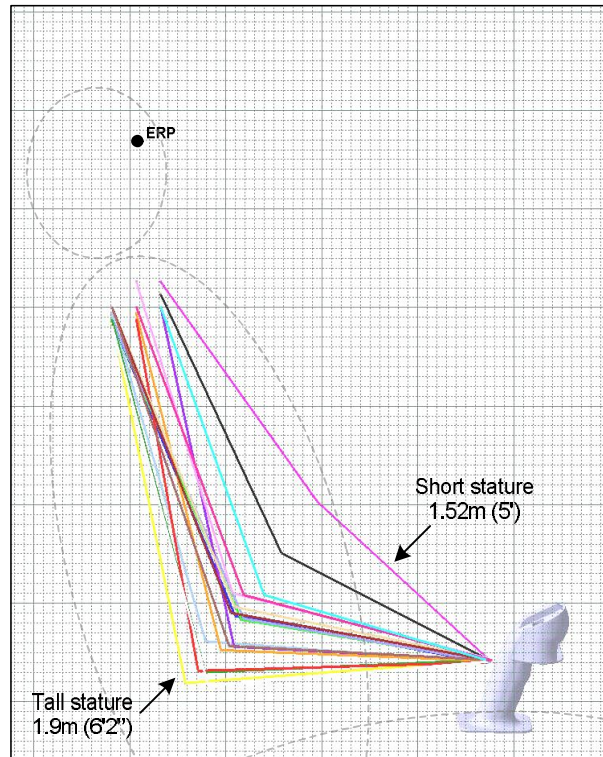 ERP
Short stature
1.52m (5')
Tall stature
1.9m (6'2")